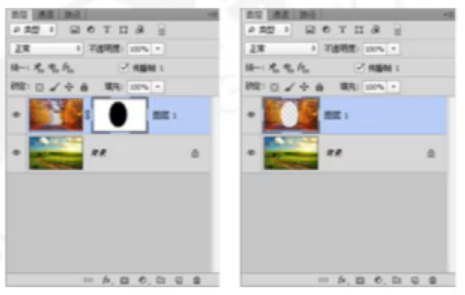 图层 通道 路径
类型
正常 不透明度: 100%
统一: 传播帧 1
锁定: 填充: 100%
图层 1
背景
图层 通道 路径
类型
正常 不透明度: 100%
统一: 传播帧 1
锁定: 填充: 100%
图层 1
背景